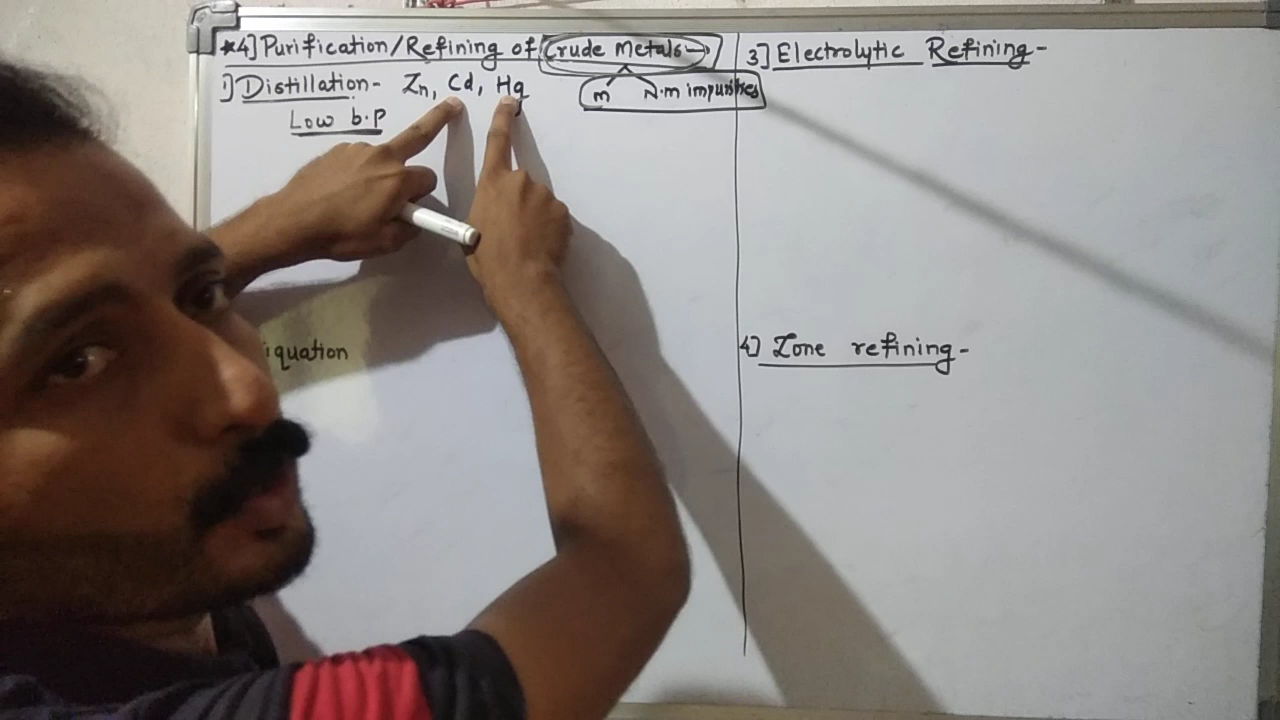 *4] Purification/Refining of Crude Metals→
1] Distillation- Zn, Cd, Hg
m N.m impurities
Low b.p
iquation
3] Electrolytic Refining-
4] Zone refining-